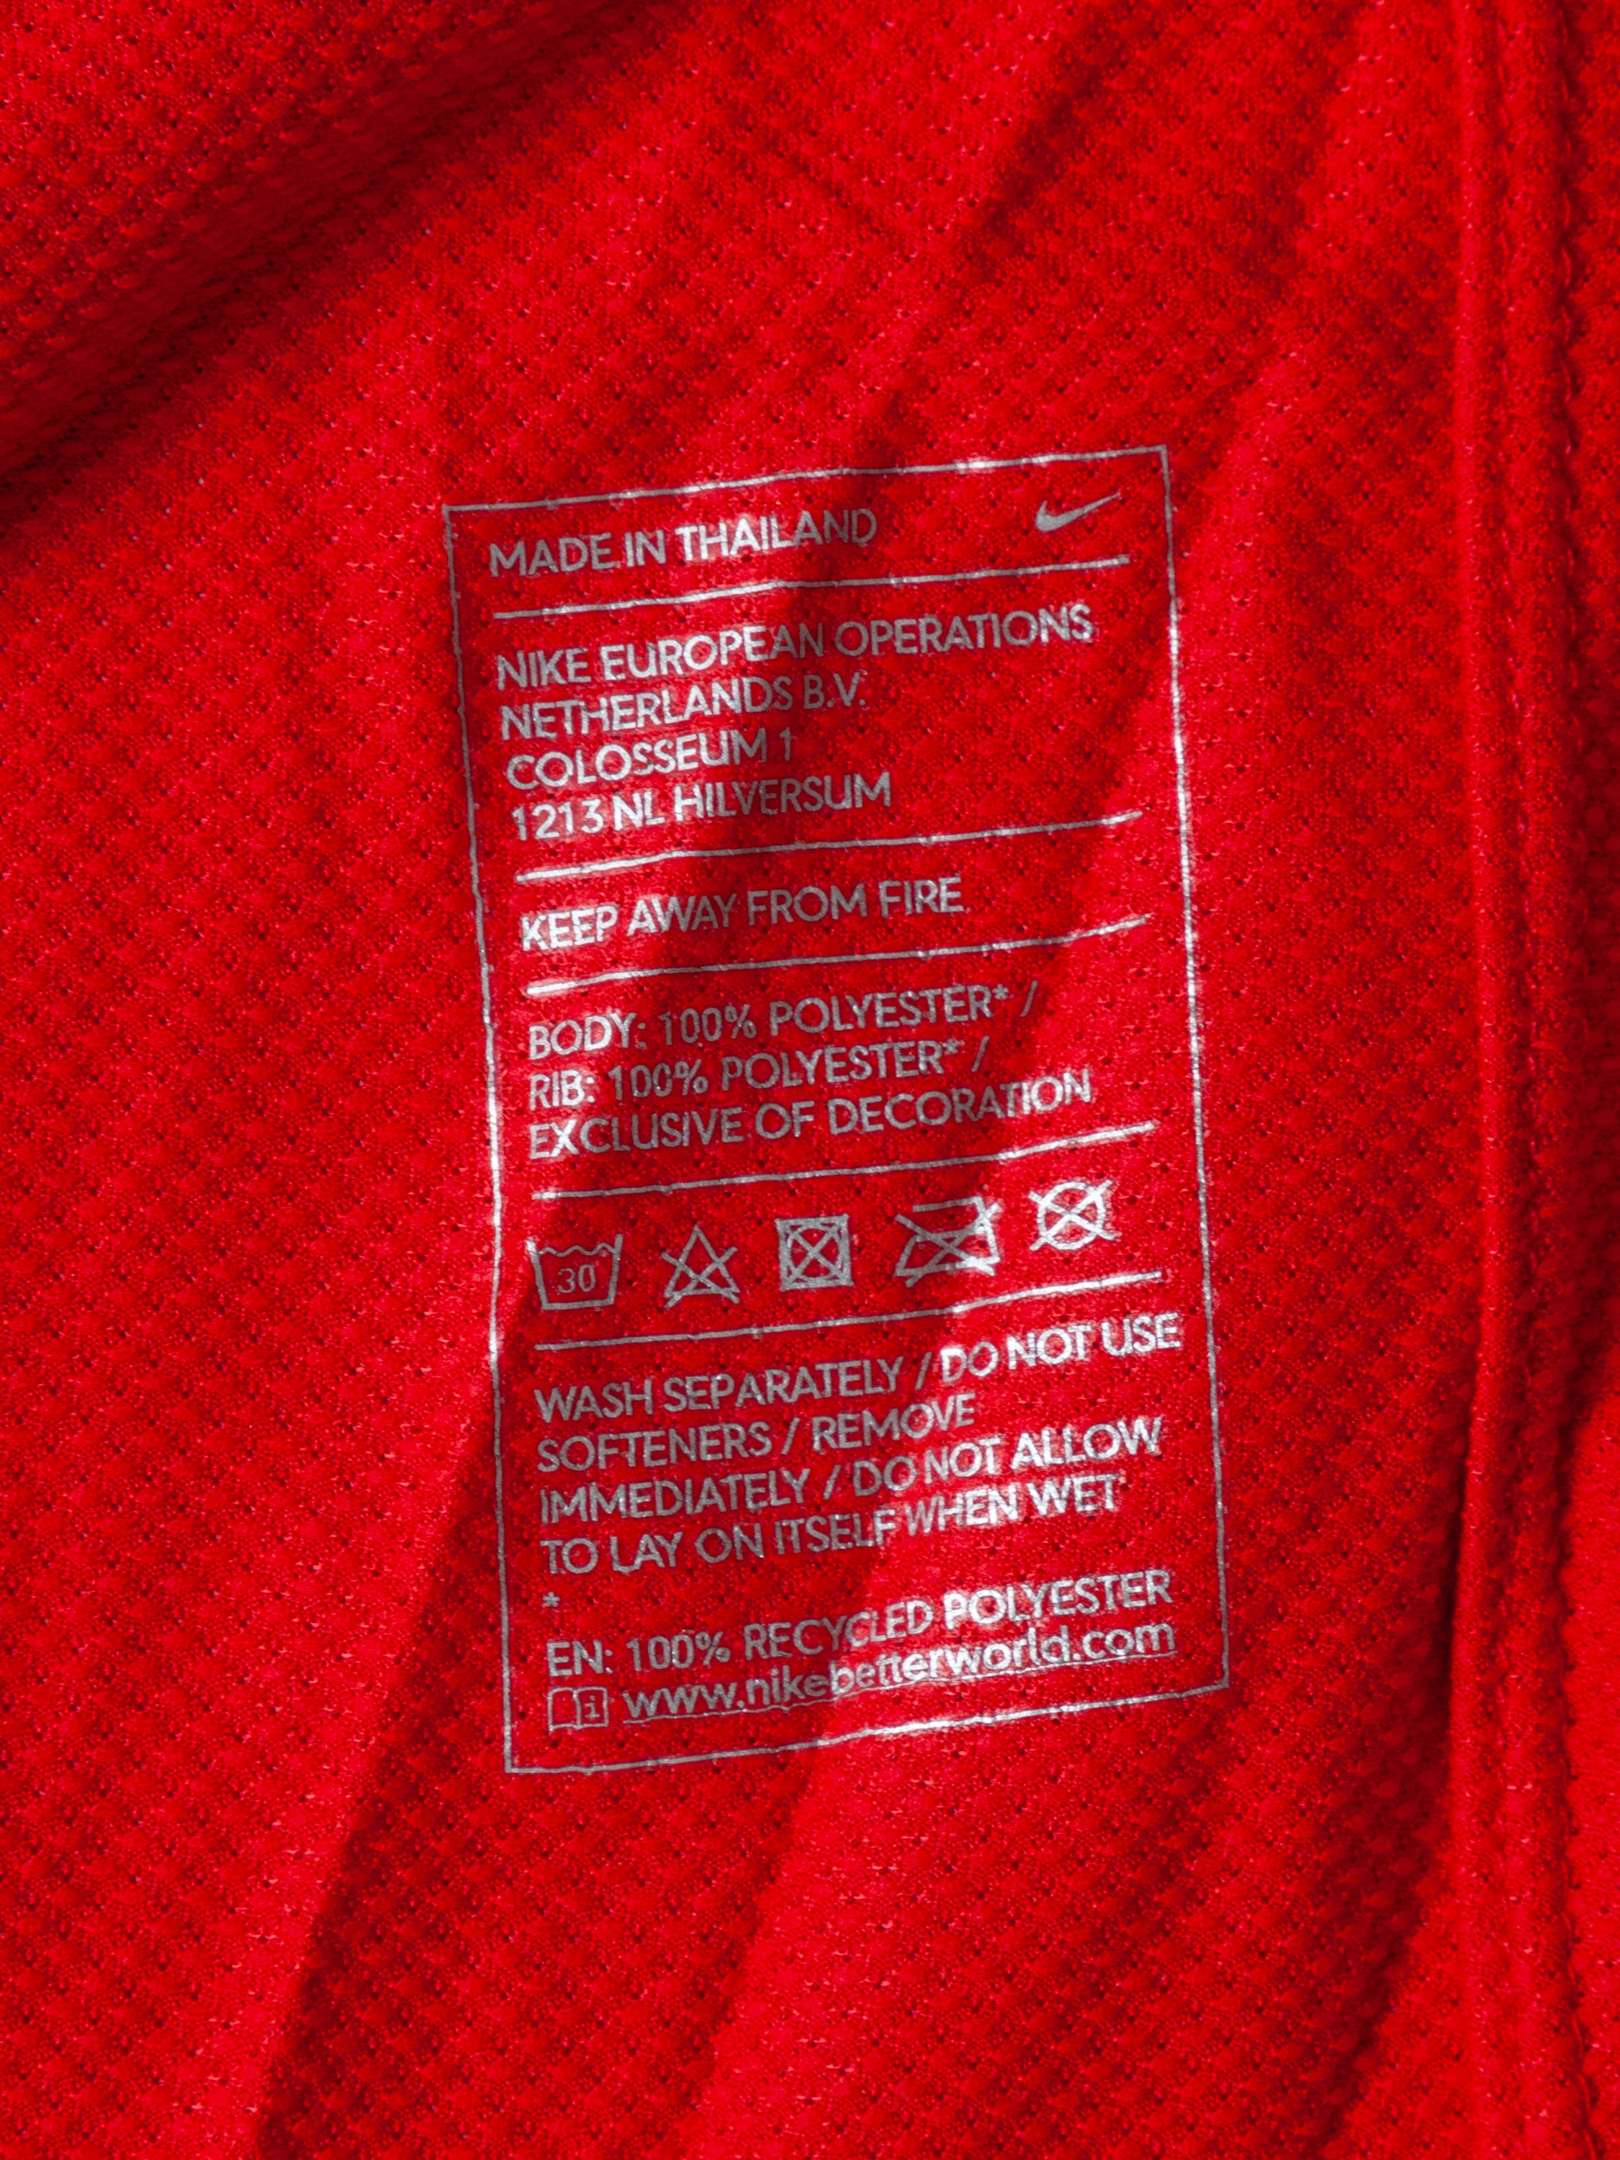 MADE IN THAILAND
NIKE EUROPEAN OPERATIONS
NETHERLANDS B.V.
COLOSSEUM 1
1213 NL HILVERSUM
KEEP AWAY FROM FIRE
BODY: 100% POLYESTER* /
RIB: 100% POLYESTER* /
EXCLUSIVE OF DECORATION
30
WASH SEPARATELY / DO NOT USE
SOFTENERS / REMOVE
IMMEDIATELY / DO NOT ALLOW
TO LAY ON ITSELF WHEN WET
*
EN: 100% RECYCLED POLYESTER
i www.nikebetterworld.com